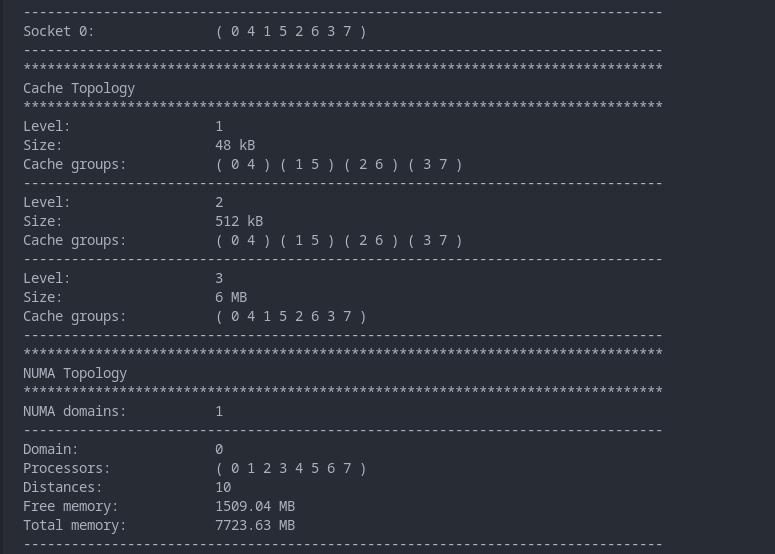 --------------------------------------------------------------------------------
Socket 0:               ( 0 4 1 5 2 6 3 7 )
--------------------------------------------------------------------------------
********************************************************************************
Cache Topology
********************************************************************************
Level:                  1
Size:                   48 kB
Cache groups:           ( 0 4 ) ( 1 5 ) ( 2 6 ) ( 3 7 )
--------------------------------------------------------------------------------
Level:                  2
Size:                   512 kB
Cache groups:           ( 0 4 ) ( 1 5 ) ( 2 6 ) ( 3 7 )
--------------------------------------------------------------------------------
Level:                  3
Size:                   6 MB
Cache groups:           ( 0 4 1 5 2 6 3 7 )
--------------------------------------------------------------------------------
********************************************************************************
NUMA Topology
********************************************************************************
NUMA domains:           1
--------------------------------------------------------------------------------
Domain:                 0
Processors:             ( 0 1 2 3 4 5 6 7 )
Distances:              10
Free memory:            1509.04 MB
Total memory:           7723.63 MB
--------------------------------------------------------------------------------